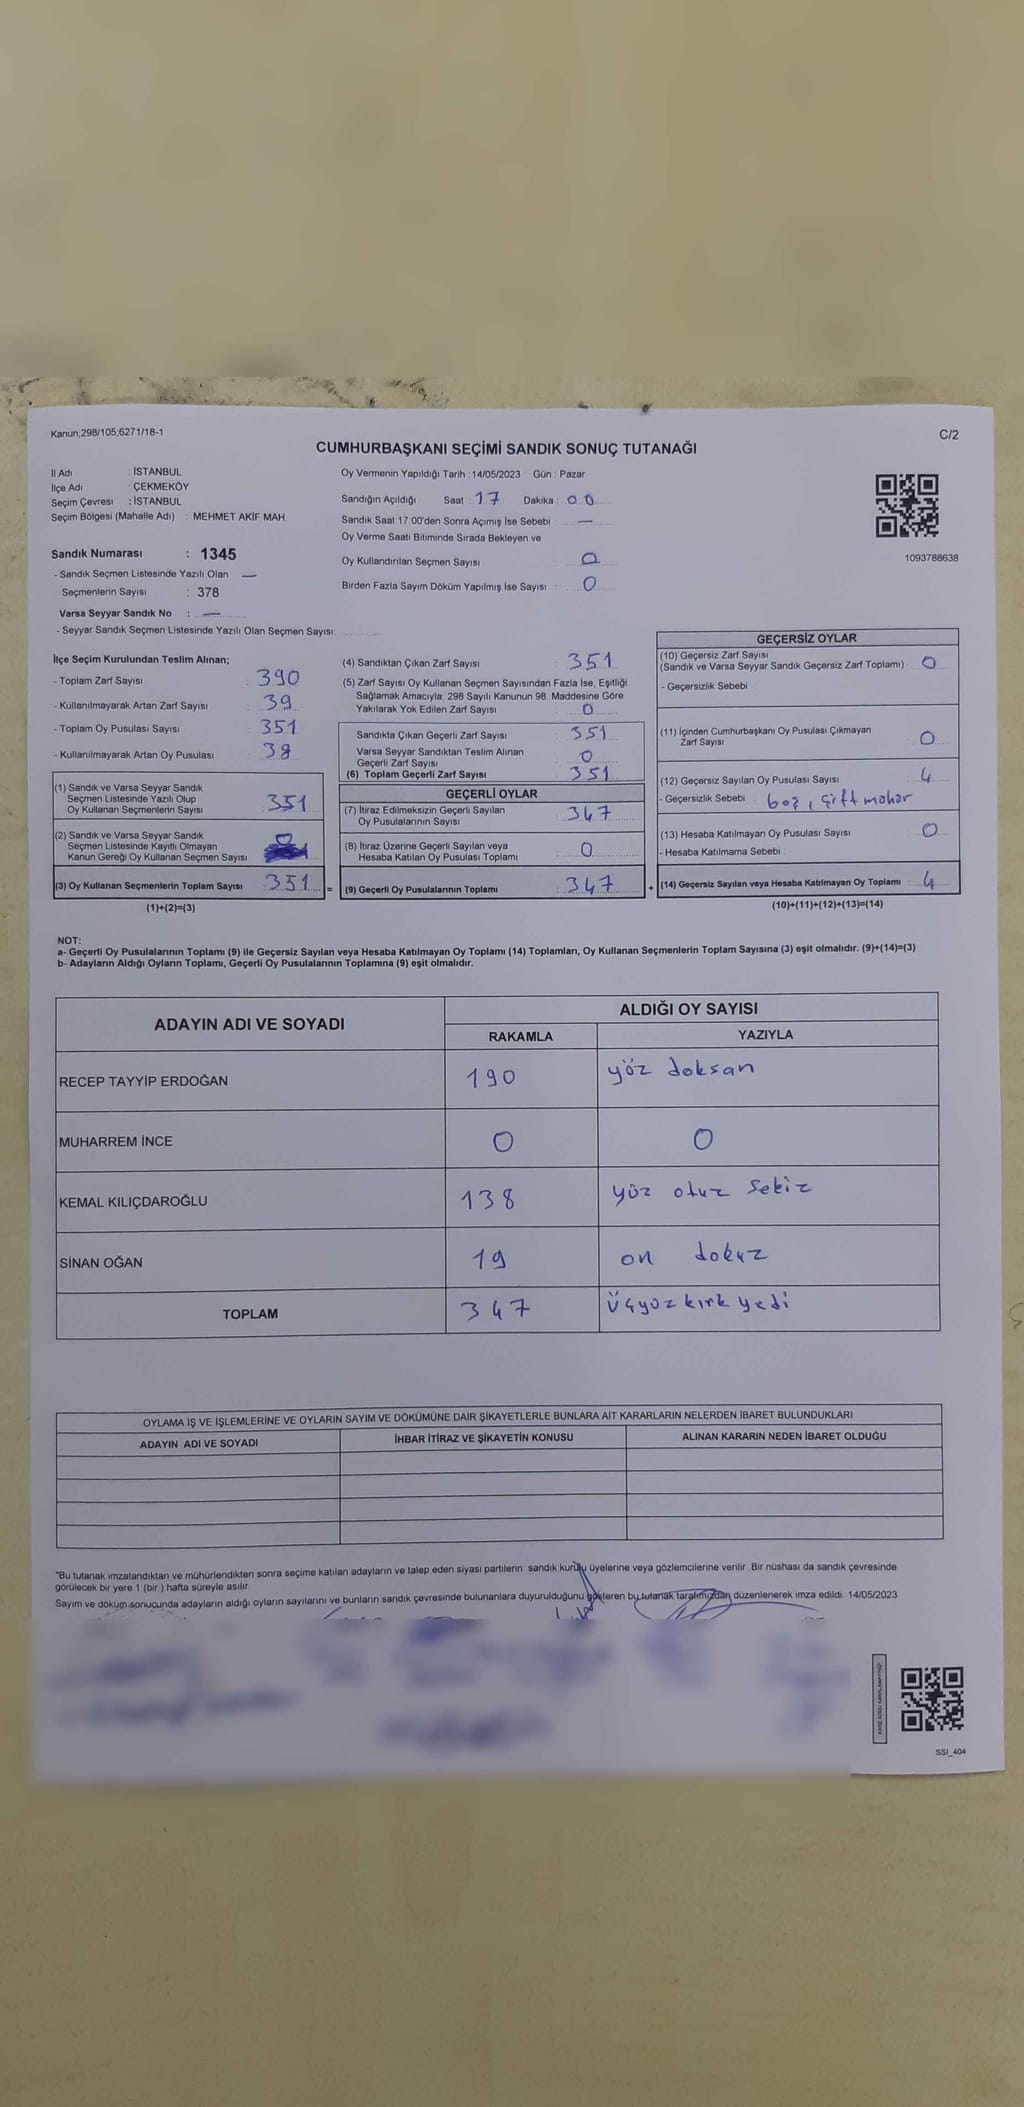 Kanun;298/105;6271/18-1
C/2
CUMHURBAŞKANI SEÇİMİ SANDIK SONUÇ TUTANAĞI
İl Adı : İSTANBUL
İlçe Adı : ÇEKMEKÖY
Seçim Çevresi : İSTANBUL
Seçim Bölgesi (Mahalle Adı) : MEHMET AKİF MAH.
Sandık Numarası : 1345
- Sandık Seçmen Listesinde Yazılı Olan —
Seçmenlerin Sayısı : 378
Varsa Seyyar Sandık No : —
- Seyyar Sandık Seçmen Listesinde Yazılı Olan Seçmen Sayısı:
Oy Vermenin Yapıldığı Tarih : 14/05/2023 Gün : Pazar
Sandığın Açıldığı Saat : 17 Dakika : 00
Sandık Saat 17:00'den Sonra Açımış İse Sebebi : —
Oy Verme Saati Bitiminde Sırada Bekleyen ve
Oy Kullandırılan Seçmen Sayısı : 0
Birden Fazla Sayım Döküm Yapılmış İse Sayısı : 0
1093788638
İlçe Seçim Kurulundan Teslim Alınan;
- Toplam Zarf Sayısı : 390
- Kullanılmayarak Artan Zarf Sayısı : 39
- Toplam Oy Pusulası Sayısı : 351
- Kullanılmayarak Artan Oy Pusulası : 39
(1) Sandık ve Varsa Seyyar Sandık
Seçmen Listesinde Yazılı Olup
Oy Kullanan Seçmenlerin Sayısı : 351
(2) Sandık ve Varsa Seyyar Sandık
Seçmen Listesinde Kayıtlı Olmayan
Kanun Gereği Oy Kullanan Seçmen Sayısı : 0
(3) Oy Kullanan Seçmenlerin Toplam Sayısı : 351 =
(1)+(2)=(3)
(4) Sandıktan Çıkan Zarf Sayısı : 351
(5) Zarf Sayısı Oy Kullanan Seçmen Sayısından Fazla İse, Eşitliği
Sağlamak Amacıyla, 298 Sayılı Kanunun 98. Maddesine Göre
Yakılarak Yok Edilen Zarf Sayısı : 0
Sandıkta Çıkan Geçerli Zarf Sayısı : 351
Varsa Seyyar Sandıktan Teslim Alınan
Geçerli Zarf Sayısı : 0
(6) Toplam Geçerli Zarf Sayısı : 351
GEÇERLİ OYLAR
(7) İtiraz Edilmeksizin Geçerli Sayılan
Oy Pusulalarının Sayısı : 347
(8) İtiraz Üzerine Geçerli Sayılan veya
Hesaba Katılan Oy Pusulası Toplamı : 0
(9) Geçerli Oy Pusulalarının Toplamı : 347 +
GEÇERSİZ OYLAR
(10) Geçersiz Zarf Sayısı
(Sandık ve Varsa Seyyar Sandık Geçersiz Zarf Toplamı) : 0
- Geçersizlik Sebebi :
(11) İçinden Cumhurbaşkanı Oy Pusulası Çıkmayan
Zarf Sayısı : 0
(12) Geçersiz Sayılan Oy Pusulası Sayısı : 4
- Geçersizlik Sebebi : boş, çift mühür
(13) Hesaba Katılmayan Oy Pusulası Sayısı : 0
- Hesaba Katılmama Sebebi :
(14) Geçersiz Sayılan veya Hesaba Katılmayan Oy Toplamı : 4
(10)+(11)+(12)+(13)=(14)
NOT:
a- Geçerli Oy Pusulalarının Toplamı (9) ile Geçersiz Sayılan veya Hesaba Katılmayan Oy Toplamı (14) Toplamları, Oy Kullanan Seçmenlerin Toplam Sayısına (3) eşit olmalıdır. (9)+(14)=(3)
b- Adayların Aldığı Oyların Toplamı, Geçerli Oy Pusulalarının Toplamına (9) eşit olmalıdır.
ADAYIN ADI VE SOYADI
ALDIĞI OY SAYISI
RAKAMLA YAZIYLA
RECEP TAYYİP ERDOĞAN 190 yöz doksan
MUHARREM İNCE 0 0
KEMAL KILIÇDAROĞLU 138 yüz otuz sekiz
SİNAN OĞAN 19 on dokuz
TOPLAM 347 üçyüz kırk yedi
OYLAMA İŞ VE İŞLEMLERİNE VE OYLARIN SAYIM VE DÖKÜMÜNE DAİR ŞİKAYETLERLE BUNLARA AİT KARARLARIN NELERDEN İBARET BULUNDUKLARI
ADAYIN ADI VE SOYADI İHBAR İTİRAZ VE ŞİKAYETİN KONUSU ALINAN KARARIN NEDEN İBARET OLDUĞU
*Bu tutanak imzalandıktan ve mühürlendikten sonra seçime katılan adayların ve talep eden siyasi partilerin sandık kurulu üyelerine veya gözlemcilerine verilir. Bir nüshası da sandık çevresinde
görülecek bir yere 1 (bir ) hafta süreyle asılır.
Sayım ve döküm sonucunda adayların aldığı oyların sayılarını ve bunların sandık çevresinde bulunanlara duyurulduğunu gösteren bu tutanak tarafımızdan düzenlenerek imza edildi. 14/05/2023
SSI_404